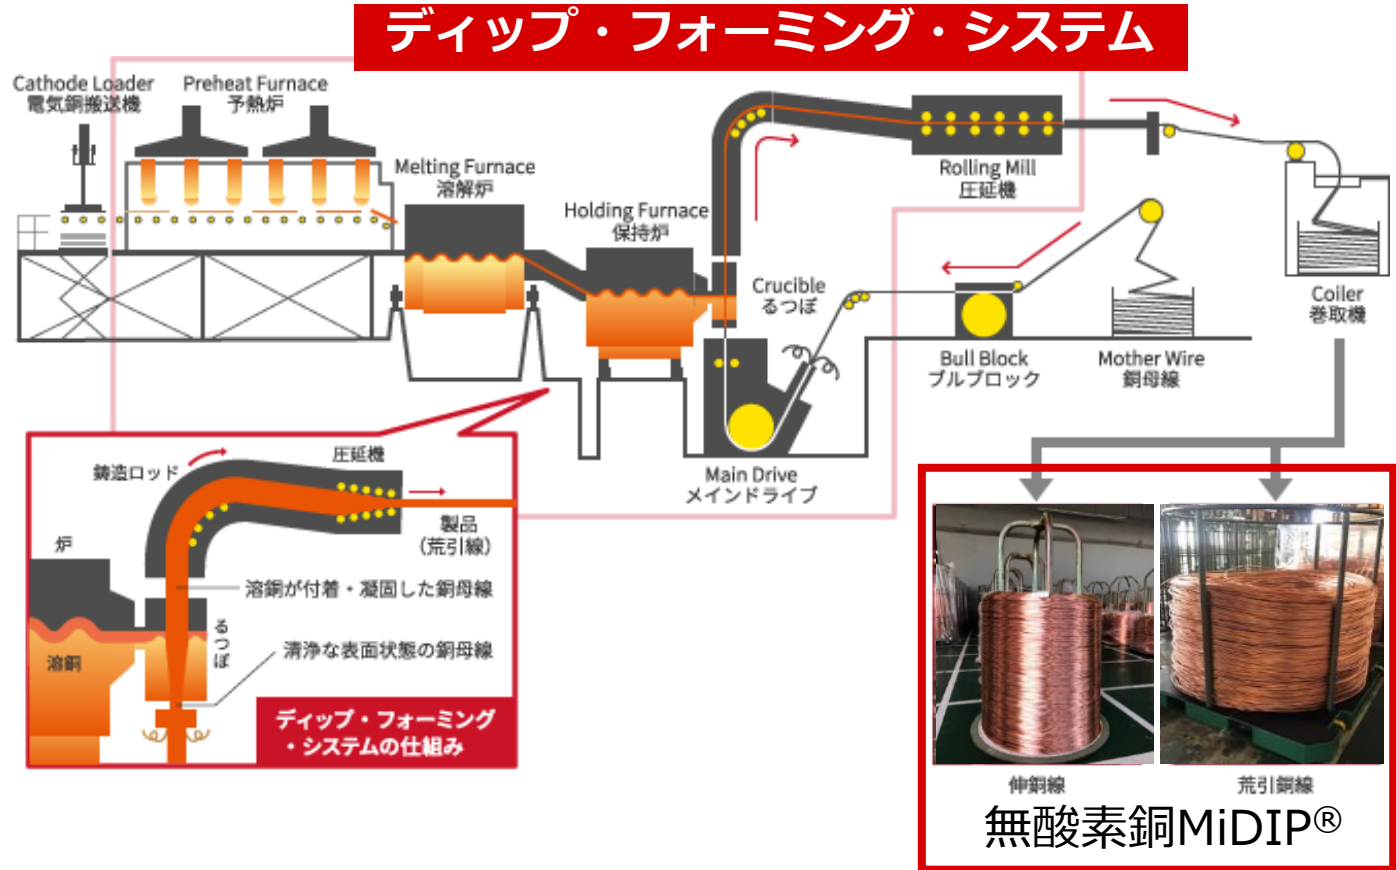 ディップ・フォーミング・システム
Cathode Loader
電気銅搬送機
Preheat Furnace
予熱炉
Melting Furnace
溶解炉
Holding Furnace
保持炉
Crucible
るつぼ
Rolling Mill
圧延機
Coiler
巻取機
Bull Block
ブルブロック
Mother Wire
銅母線
Main Drive
メインドライブ
鋳造ロッド
圧延機
製品
（荒引線）
炉
溶銅が付着・凝固した銅母線
るつぼ
清浄な表面状態の銅母線
溶銅
ディップ・フォーミング
・システムの仕組み
伸銅線
荒引銅線
無酸素銅MiDIP®